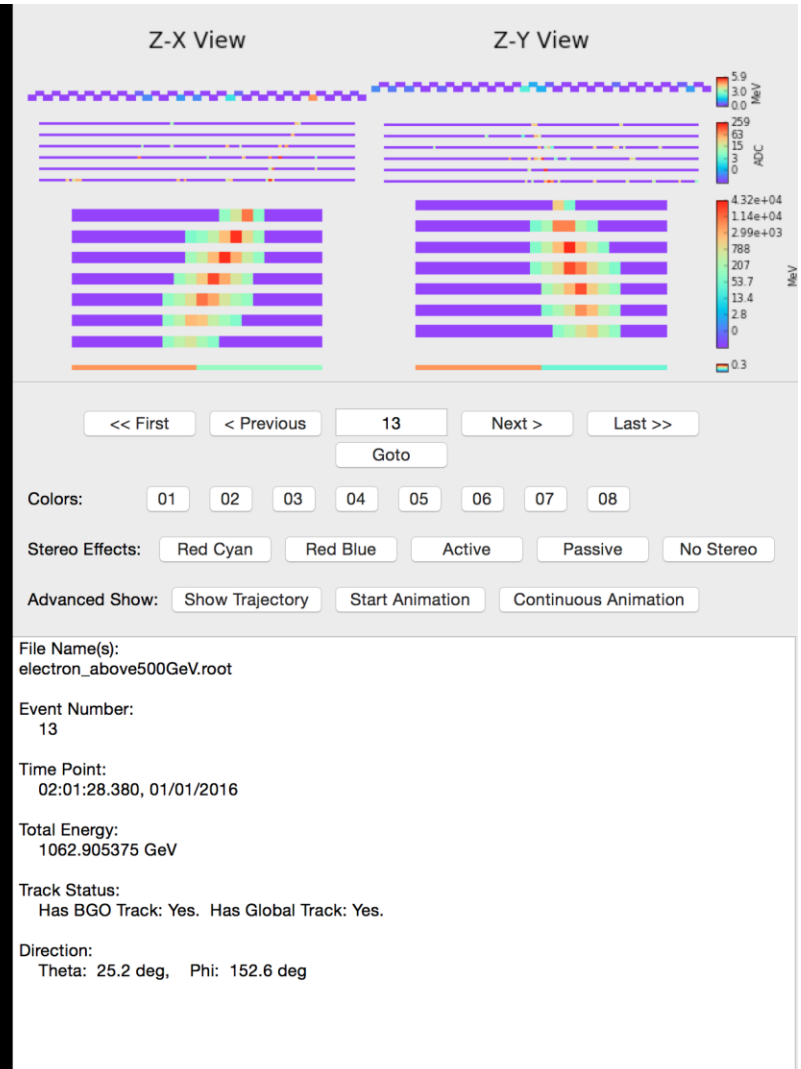 Z-X View
Z-Y View
5.9
3.0
0.0
MeV
259
63
15
3
0
ADC
4.32e+04
1.14e+04
2.99e+03
788
207
53.7
13.4
2.8
0
MeV
0.3
<< First
< Previous
13
Next >
Last >>
Goto
Colors:
01
02
03
04
05
06
07
08
Stereo Effects:
Red Cyan
Red Blue
Active
Passive
No Stereo
Advanced Show:
Show Trajectory
Start Animation
Continuous Animation
File Name(s):
electron_above500GeV.root
Event Number:
13
Time Point:
02:01:28.380, 01/01/2016
Total Energy:
1062.905375 GeV
Track Status:
Has BGO Track: Yes.  Has Global Track: Yes.
Direction:
Theta:  25.2 deg,    Phi:  152.6 deg